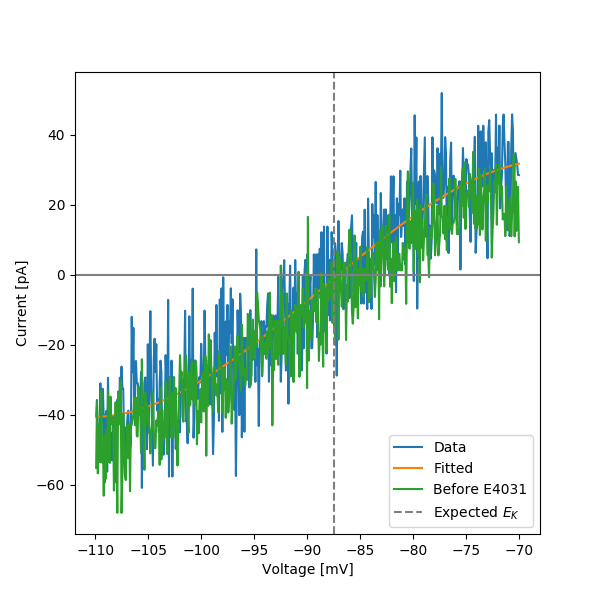 Current [pA]
40
20
0
−20
−40
−60
−110
−105
−100
−95
−90
−85
−80
−75
−70
Voltage [mV]
Data
Fitted
Before E4031
Expected E_K